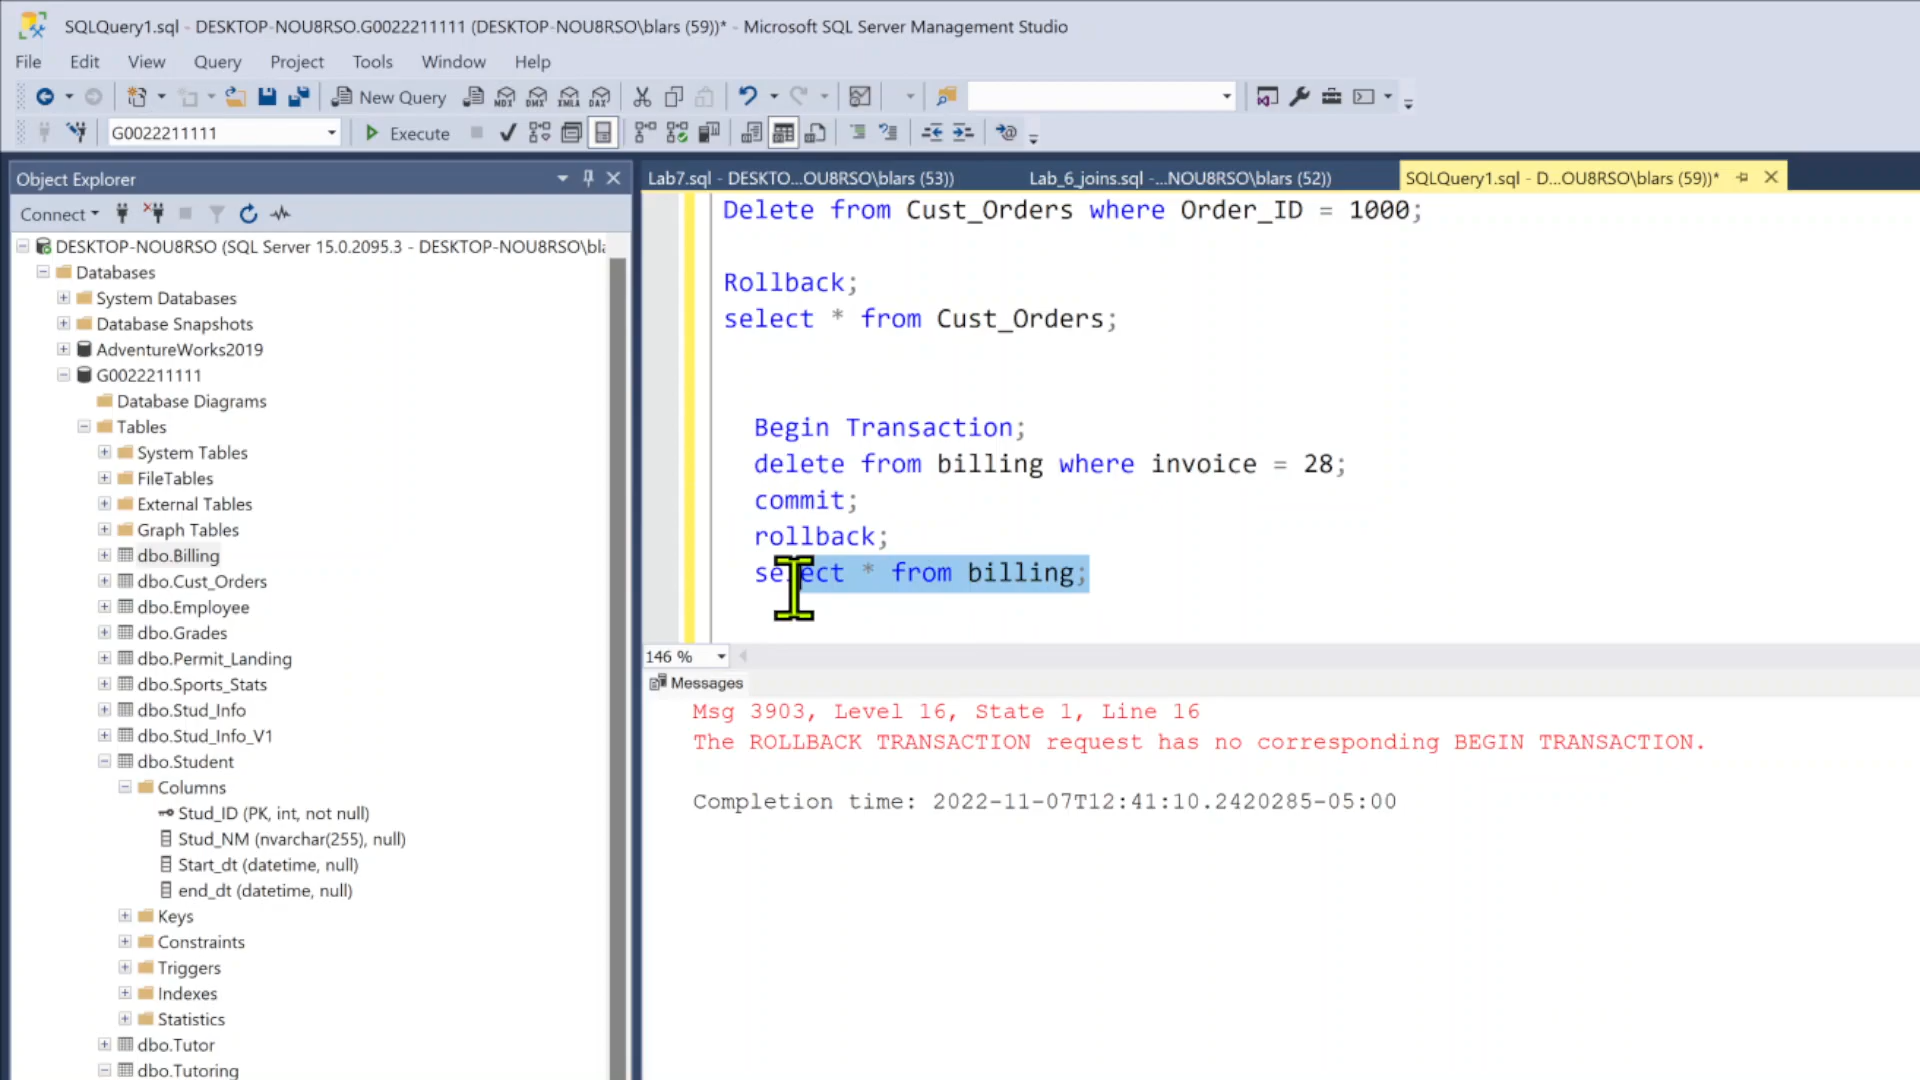 SQLQuery1.sql - DESKTOP-NOU8RSO.G0022211111 (DESKTOP-NOU8RSO\blars (59))* - Microsoft SQL Server Management Studio
File Edit View Query Project Tools Window Help
New Query MDX DMX XMLA DAX
G0022211111 Execute
Object Explorer
Connect
DESKTOP-NOU8RSO (SQL Server 15.0.2095.3 - DESKTOP-NOU8RSO\bla
Databases
System Databases
Database Snapshots
AdventureWorks2019
G0022211111
Database Diagrams
Tables
System Tables
FileTables
External Tables
Graph Tables
dbo.Billing
dbo.Cust_Orders
dbo.Employee
dbo.Grades
dbo.Permit_Landing
dbo.Sports_Stats
dbo.Stud_Info
dbo.Stud_Info_V1
dbo.Student
Columns
Stud_ID (PK, int, not null)
Stud_NM (nvarchar(255), null)
Start_dt (datetime, null)
end_dt (datetime, null)
Keys
Constraints
Triggers
Indexes
Statistics
dbo.Tutor
dbo.Tutoring
Lab7.sql - DESKTO...OU8RSO\blars (53)) Lab_6_joins.sql -...NOU8RSO\blars (52)) SQLQuery1.sql - D...OU8RSO\blars (59))*
Delete from Cust_Orders where Order_ID = 1000;
Rollback;
select * from Cust_Orders;
Begin Transaction;
delete from billing where invoice = 28;
commit;
rollback;
select * from billing;
146 %
Messages
Msg 3903, Level 16, State 1, Line 16
The ROLLBACK TRANSACTION request has no corresponding BEGIN TRANSACTION.
Completion time: 2022-11-07T12:41:10.2420285-05:00